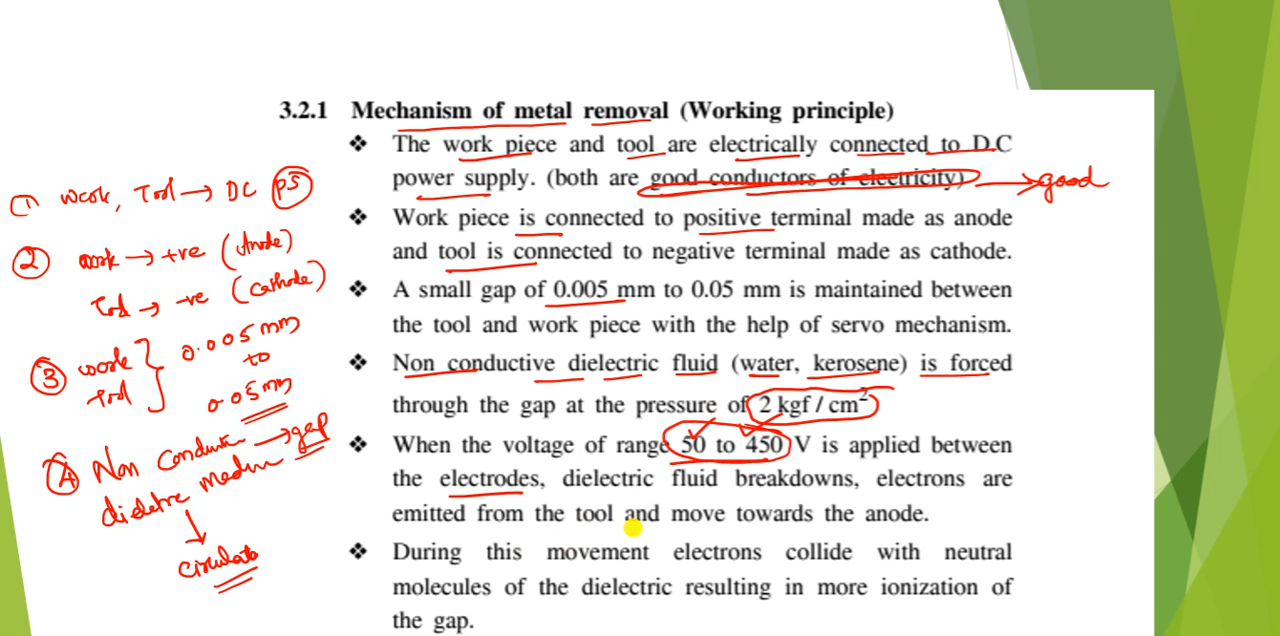 3.2.1 Mechanism of metal removal (Working principle)
❖ The work piece and tool are electrically connected to D.C
power supply. (both are good conductors of electricity) → good
❖ Work piece is connected to positive terminal made as anode
and tool is connected to negative terminal made as cathode.
❖ A small gap of 0.005 mm to 0.05 mm is maintained between
the tool and work piece with the help of servo mechanism.
❖ Non conductive dielectric fluid (water, kerosene) is forced
through the gap at the pressure of 2 kgf / cm²
❖ When the voltage of range 50 to 450 V is applied between
the electrodes, dielectric fluid breakdowns, electrons are
emitted from the tool and move towards the anode.
❖ During this movement electrons collide with neutral
molecules of the dielectric resulting in more ionization of
the gap.
① Work, Tool → DC PS
② work → +ve (Anode)
Tool → -ve (Cathode)
③ work 0.005 mm
tool to
0.05 mm
④ Non → gap
circulate